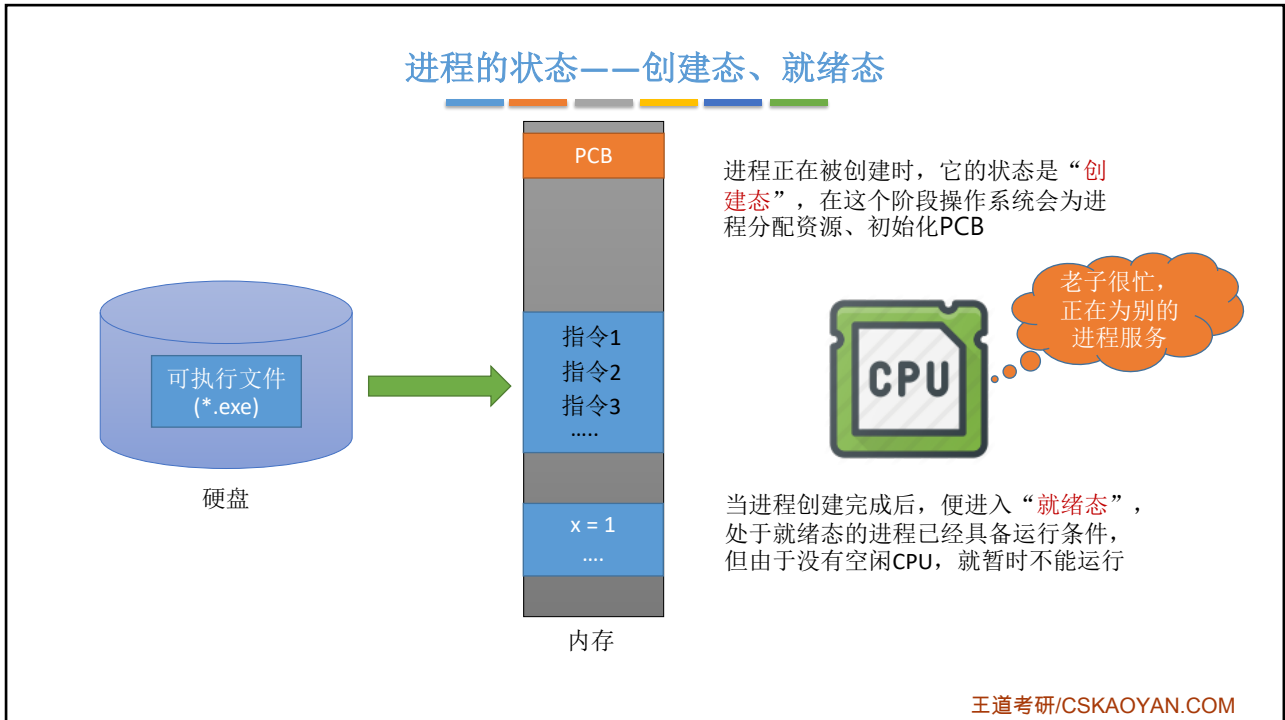 进程的状态——创建态、就绪态
PCB
指令1
指令2
指令3
…..
x = 1
….
内存
可执行文件
(*.exe)
硬盘
进程正在被创建时，它的状态是“创
建态”，在这个阶段操作系统会为进
程分配资源、初始化PCB
老子很忙，
正在为别的
进程服务
CPU
当进程创建完成后，便进入“就绪态”，
处于就绪态的进程已经具备运行条件，
但由于没有空闲CPU，就暂时不能运行
王道考研/CSKAOYAN.COM